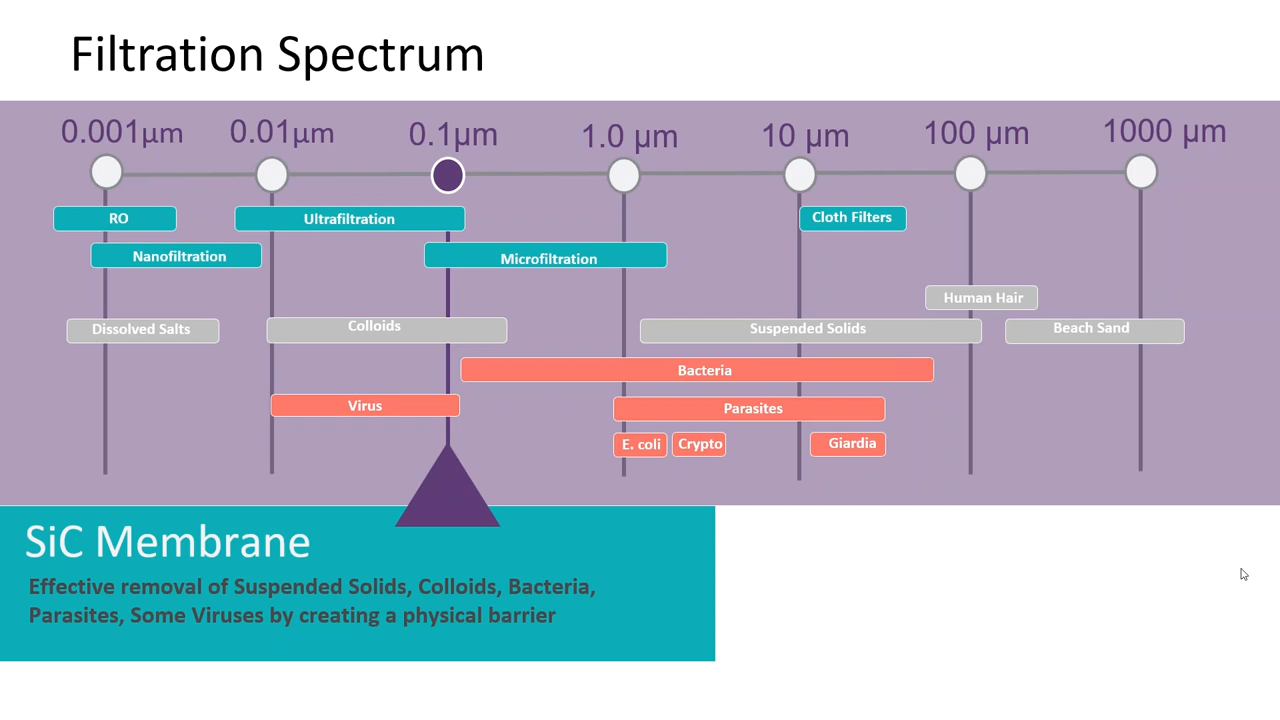 Filtration Spectrum
0.001µm 0.01µm 0.1µm 1.0 µm 10 µm 100 µm 1000 µm
RO Ultrafiltration Cloth Filters
Nanofiltration Microfiltration
Human Hair
Dissolved Salts Colloids Suspended Solids Beach Sand
Bacteria
Virus Parasites
E. coli Crypto Giardia
SiC Membrane
Effective removal of Suspended Solids, Colloids, Bacteria,
Parasites, Some Viruses by creating a physical barrier